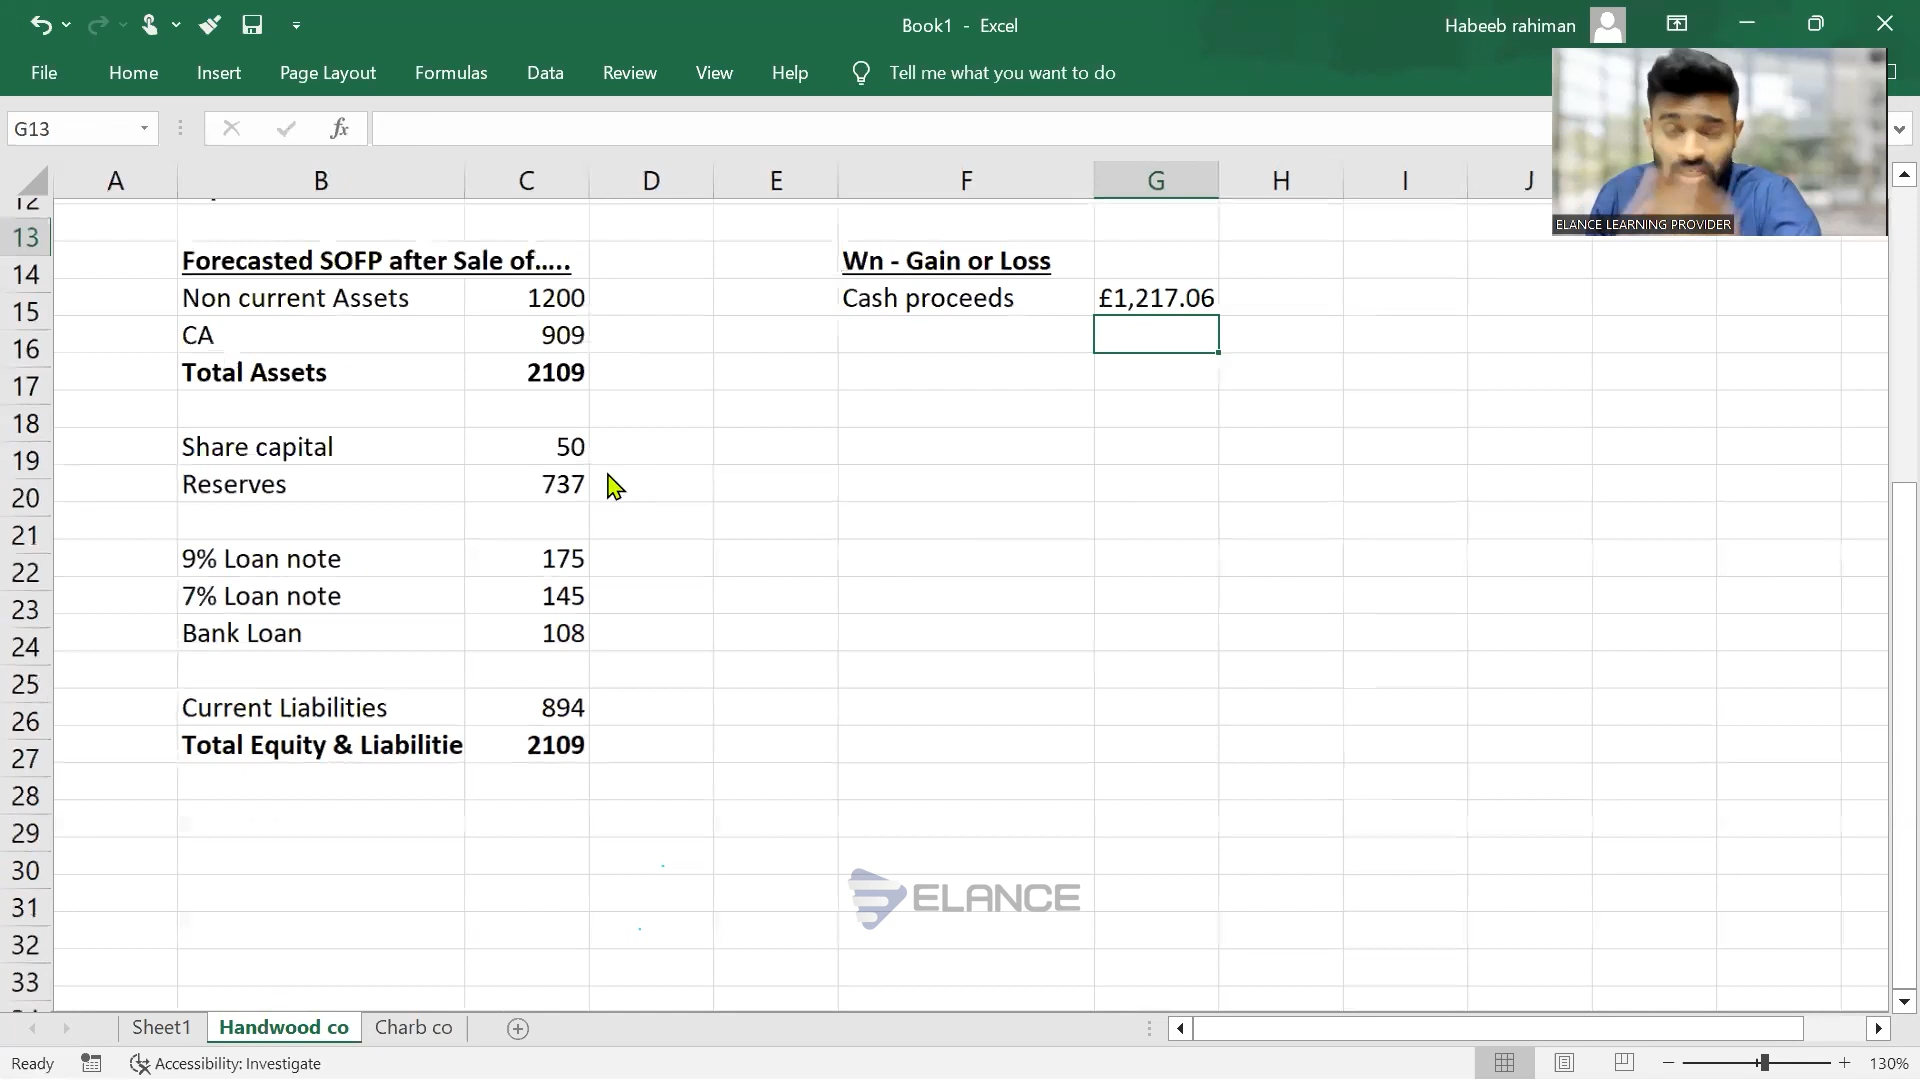 Book1 - Excel
Habeeb rahiman
File Home Insert Page Layout Formulas Data Review View Help Tell me what you want to do
G13
fx
A B C D E F G H I J
12
13
Forecasted SOFP after Sale of..... Wn - Gain or Loss
14
Non current Assets 1200 Cash proceeds £1,217.06
15
CA 909
16
Total Assets 2109
17
18
Share capital 50
19
Reserves 737
20
21
9% Loan note 175
22
7% Loan note 145
23
Bank Loan 108
24
25
Current Liabilities 894
26
Total Equity & Liabilitie 2109
27
28
29
30
31
32
33
ELANCE LEARNING PROVIDER
ELANCE
Sheet1 Handwood co Charb co
Ready Accessibility: Investigate 130%